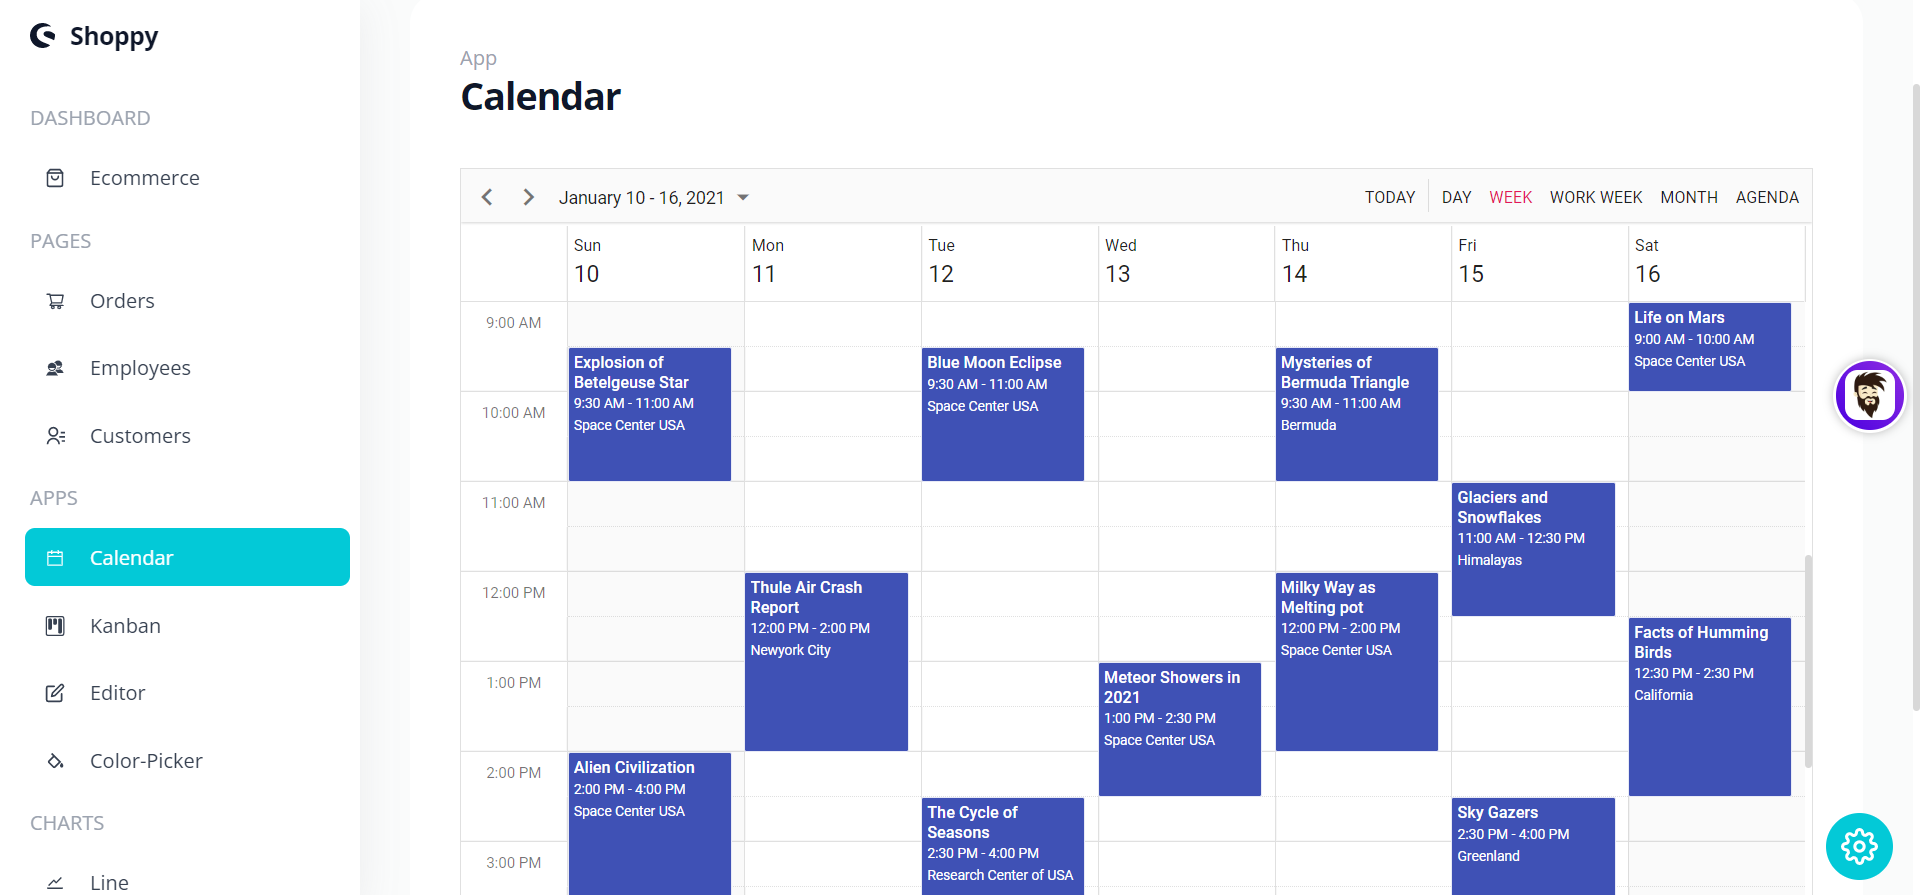 Shoppy
DASHBOARD
Ecommerce
PAGES
Orders
Employees
Customers
APPS
Calendar
Kanban
Editor
Color-Picker
CHARTS
Line
App
Calendar
January 10 - 16, 2021
TODAY
DAY
WEEK
WORK WEEK
MONTH
AGENDA
Sun
10
Mon
11
Tue
12
Wed
13
Thu
14
Fri
15
Sat
16
9:00 AM
10:00 AM
11:00 AM
12:00 PM
1:00 PM
2:00 PM
3:00 PM
Explosion of
Betelgeuse Star
9:30 AM - 11:00 AM
Space Center USA
Alien Civilization
2:00 PM - 4:00 PM
Space Center USA
Thule Air Crash
Report
12:00 PM - 2:00 PM
Newyork City
Blue Moon Eclipse
9:30 AM - 11:00 AM
Space Center USA
The Cycle of
Seasons
2:30 PM - 4:00 PM
Research Center of USA
Meteor Showers in
2021
1:00 PM - 2:30 PM
Space Center USA
Mysteries of
Bermuda Triangle
9:30 AM - 11:00 AM
Bermuda
Milky Way as
Melting pot
12:00 PM - 2:00 PM
Space Center USA
Glaciers and
Snowflakes
11:00 AM - 12:30 PM
Himalayas
Sky Gazers
2:30 PM - 4:00 PM
Greenland
Life on Mars
9:00 AM - 10:00 AM
Space Center USA
Facts of Humming
Birds
12:30 PM - 2:30 PM
California